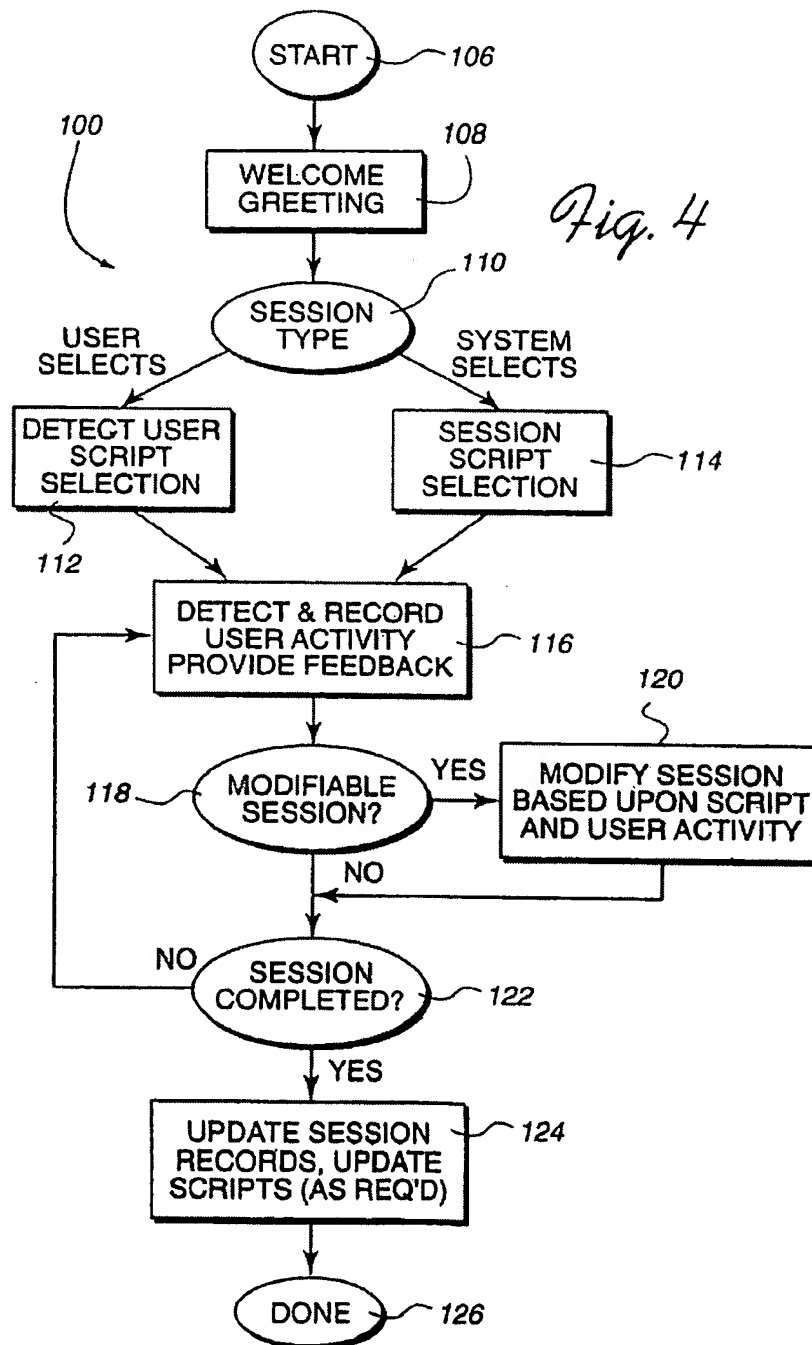 START
106
100
108
WELCOME
GREETING
Fig. 4
110
SESSION
TYPE
USER
SELECTS
SYSTEM
SELECTS
DETECT USER
SCRIPT
SELECTION
SESSION
SCRIPT
SELECTION
114
112
DETECT & RECORD
USER ACTIVITY
PROVIDE FEEDBACK
116
120
118
MODIFIABLE
SESSION?
YES
MODIFY SESSION
BASED UPON SCRIPT
AND USER ACTIVITY
NO
NO
SESSION
COMPLETED?
122
YES
UPDATE SESSION
RECORDS, UPDATE
SCRIPTS (AS REQ'D)
124
DONE
126